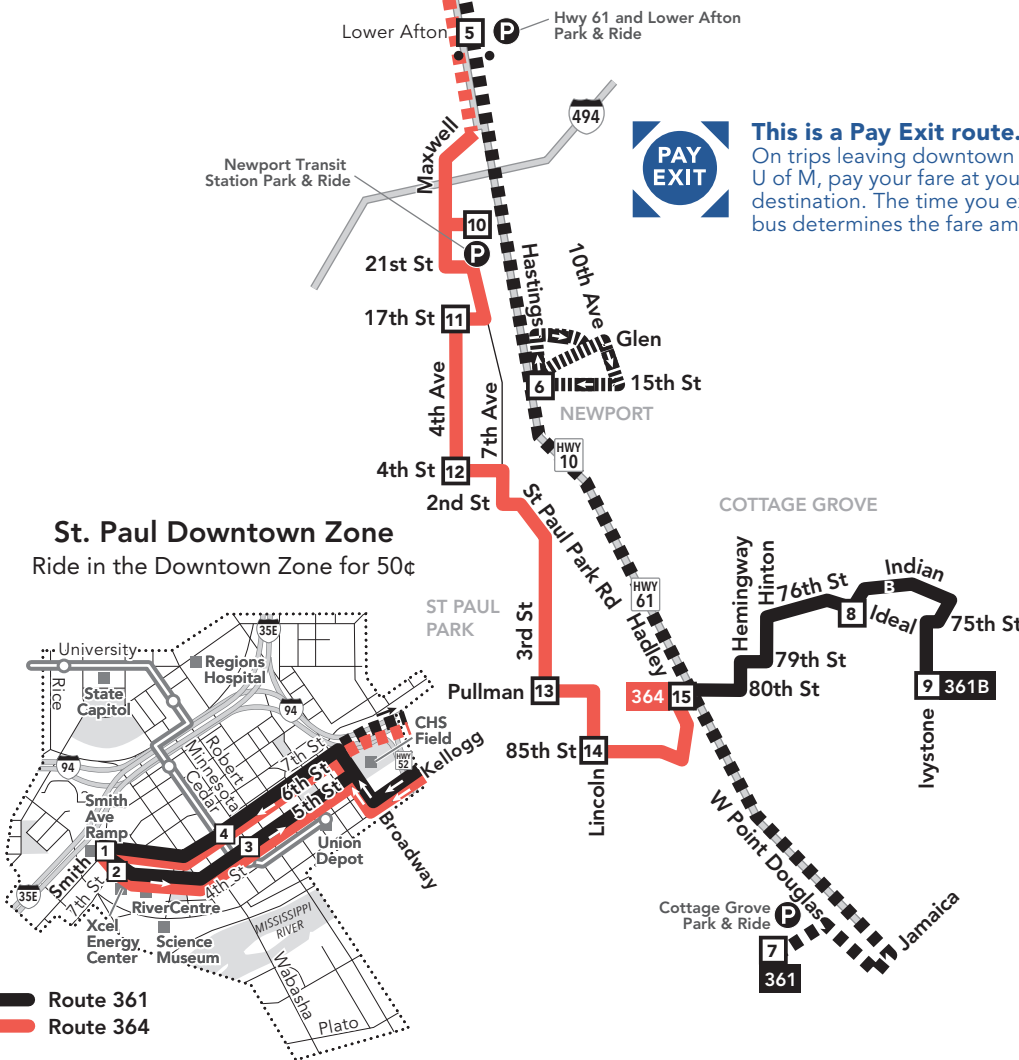 Lower Afton
5
P
Hwy 61 and Lower Afton
Park & Ride
494
Maxwell
PAY
EXIT
This is a Pay Exit route.
On trips leaving downtown
U of M, pay your fare at you
destination. The time you e
bus determines the fare am
Newport Transit
Station Park & Ride
10
P
21st St
17th St
11
Hastings
10th Ave
Glen
6
15th St
NEWPORT
4th Ave
7th Ave
HWY
10
4th St
12
2nd St
St Paul Park Rd
COTTAGE GROVE
St. Paul Downtown Zone
Ride in the Downtown Zone for 50¢
HWY
61
Hadley
Hemingway
Hinton
76th St
Indian
B
8
Ideal
75th St
ST PAUL
PARK
3rd St
79th St
80th St
Pullman
13
364
15
9
361B
Ivystone
85th St
14
Lincoln
W Point Douglas
Jamaica
Cottage Grove
Park & Ride
P
7
361
35E
University
Rice
State
Capitol
Regions
Hospital
94
CHS
Field
HWY
52
Kellogg
7th St
6th St
5th St
Robert
Minnesota
Cedar
94
Smith
Ave
Ramp
4
3
1
2
Smith
7th St
4th St
Union
Depot
Broadway
35E
RiverCentre
Xcel
Energy
Center
Science
Museum
MISSISSIPPI
RIVER
Wabasha
Plato
Route 361
Route 364